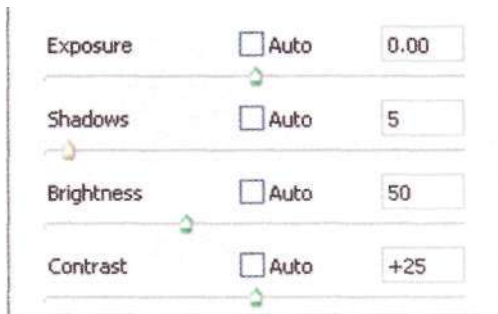 Exposure Auto 0.00
Shadows Auto 5
Brightness Auto 50
Contrast Auto +25